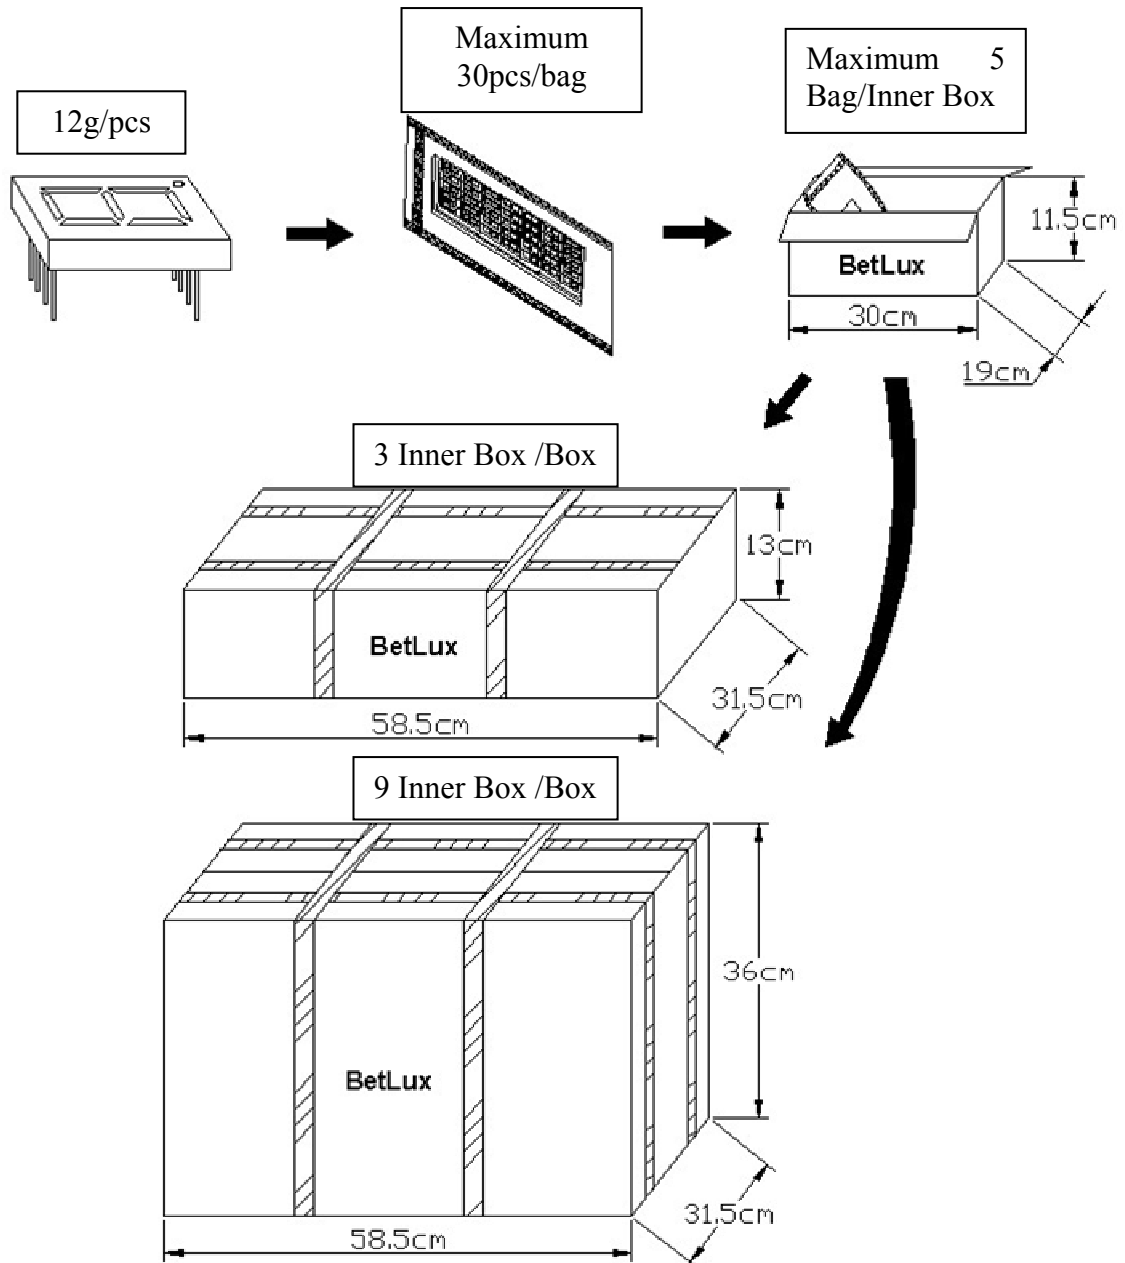 12g/pcs
Maximum
30pcs/bag
Maximum 5
Bag/Inner Box
BetLux
11.5cm
30cm
19cm
3 Inner Box /Box
BetLux
13cm
31.5cm
58.5cm
9 Inner Box /Box
BetLux
36cm
31.5cm
58.5cm